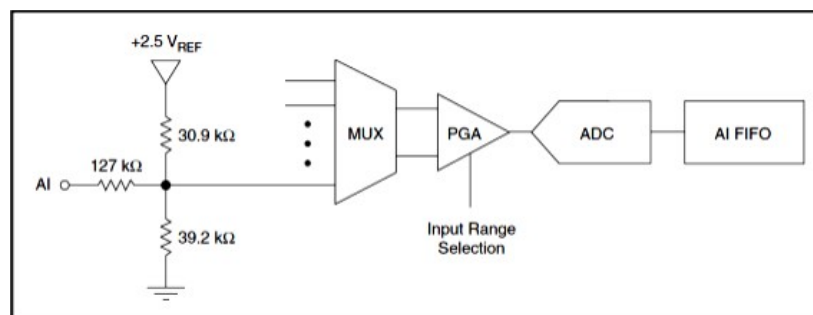 +2.5 V_REF
30.9 kΩ
127 kΩ
AI
39.2 kΩ
MUX
PGA
ADC
AI FIFO
Input Range
Selection